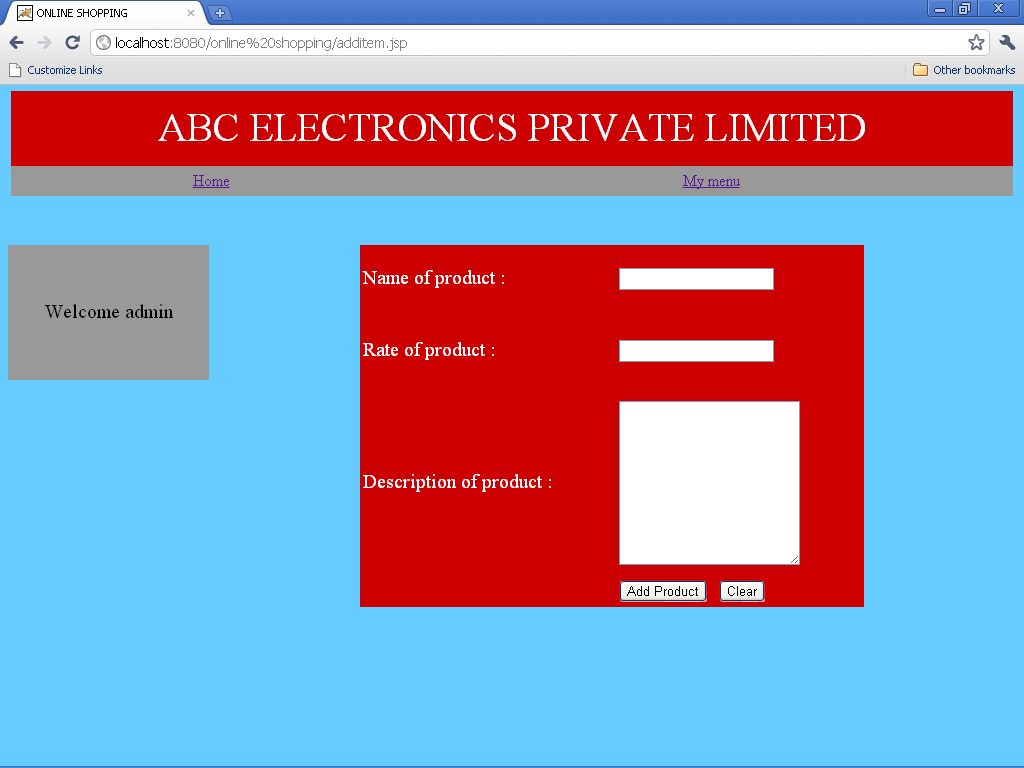 ONLINE SHOPPING
localhost:8080/online%20shopping/additem.jsp
Customize Links
Other bookmarks
ABC ELECTRONICS PRIVATE LIMITED
Home
My menu
Welcome admin
Name of product :
Rate of product :
Description of product :
Add Product
Clear